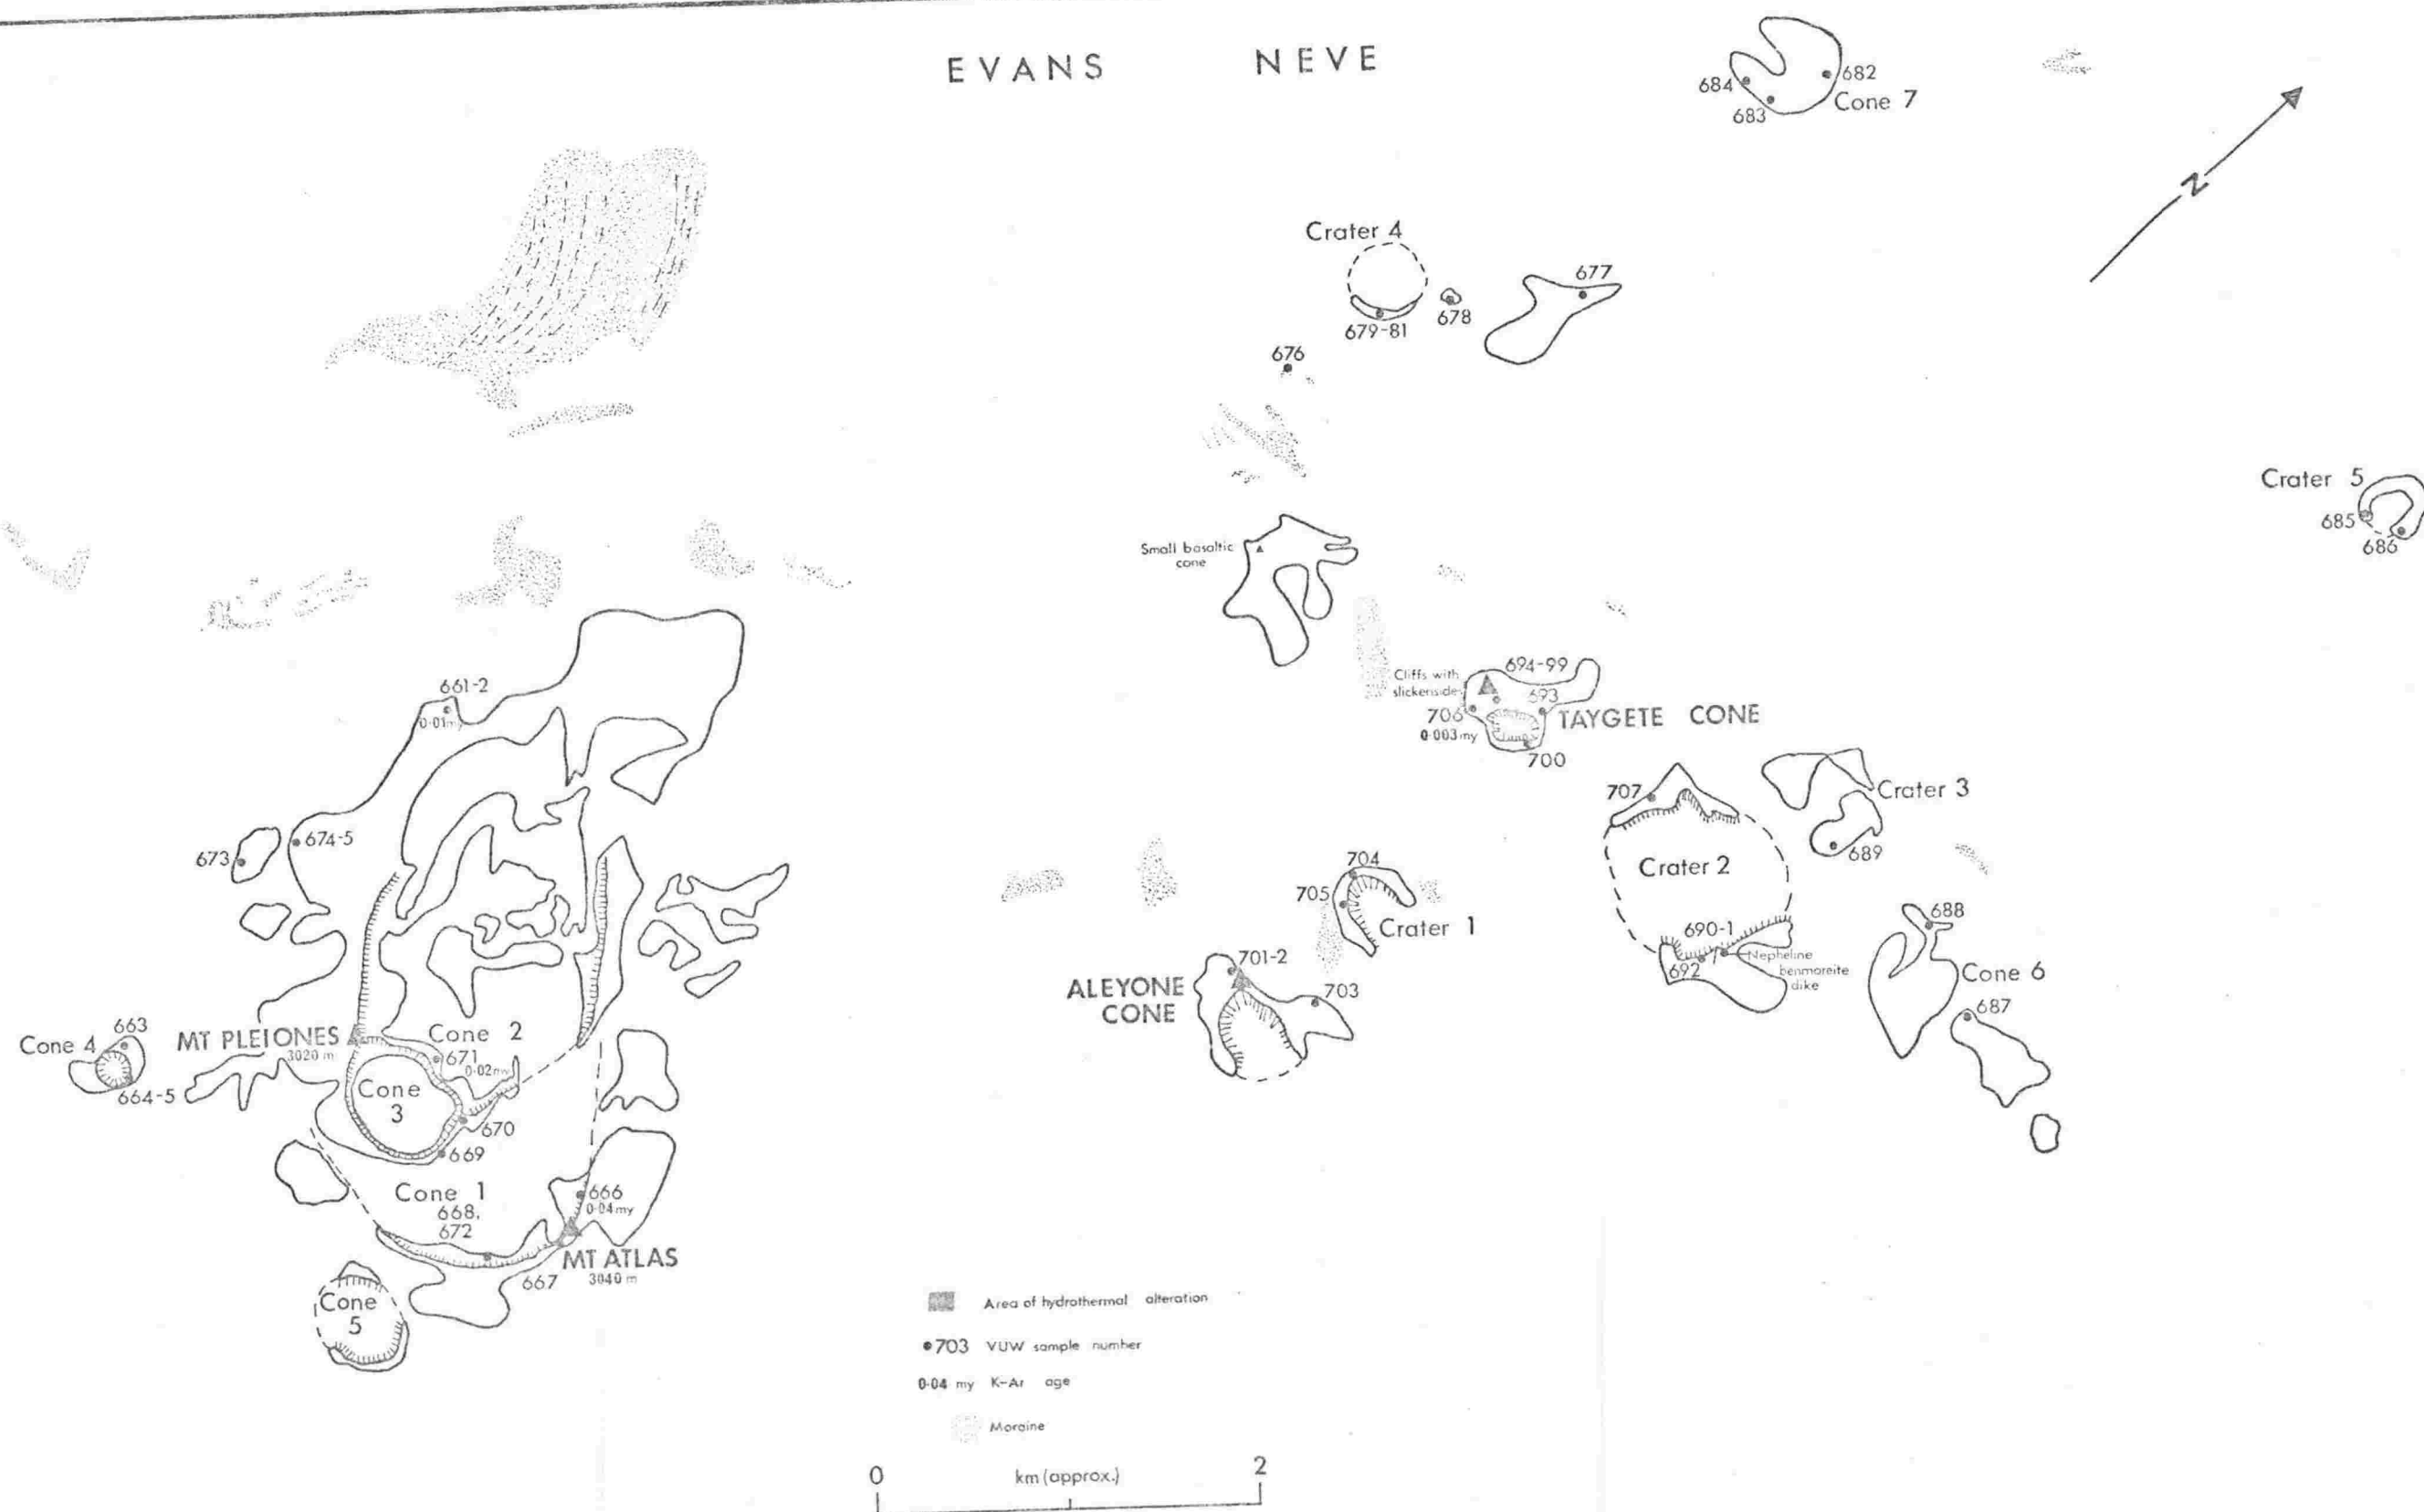 EVANS NEVE
684
682
683
Cone 7
N
Crater 4
677
679-81
678
676
Crater 5
685
686
Small basaltic
cone
Cliffs with
slickensides
694-99
693
706
TAYGETE CONE
0·003 my
700
661-2
0·01my
707
Crater 3
689
Crater 2
673
674-5
704
705
Crater 1
690-1
692
Nepheline
benmoreite
dike
688
Cone 6
687
701-2
ALEYONE
CONE
703
Cone 4
663
664-5
MT PLEIONES
3020 m
Cone 2
671
0·02my
Cone
3
670
669
Cone 1
668,
672
666
0·04my
MT ATLAS
3040 m
667
Cone
5
Area of hydrothermal alteration
703 VUW sample number
0·04 my K-Ar age
Moraine
0 km (approx.) 2